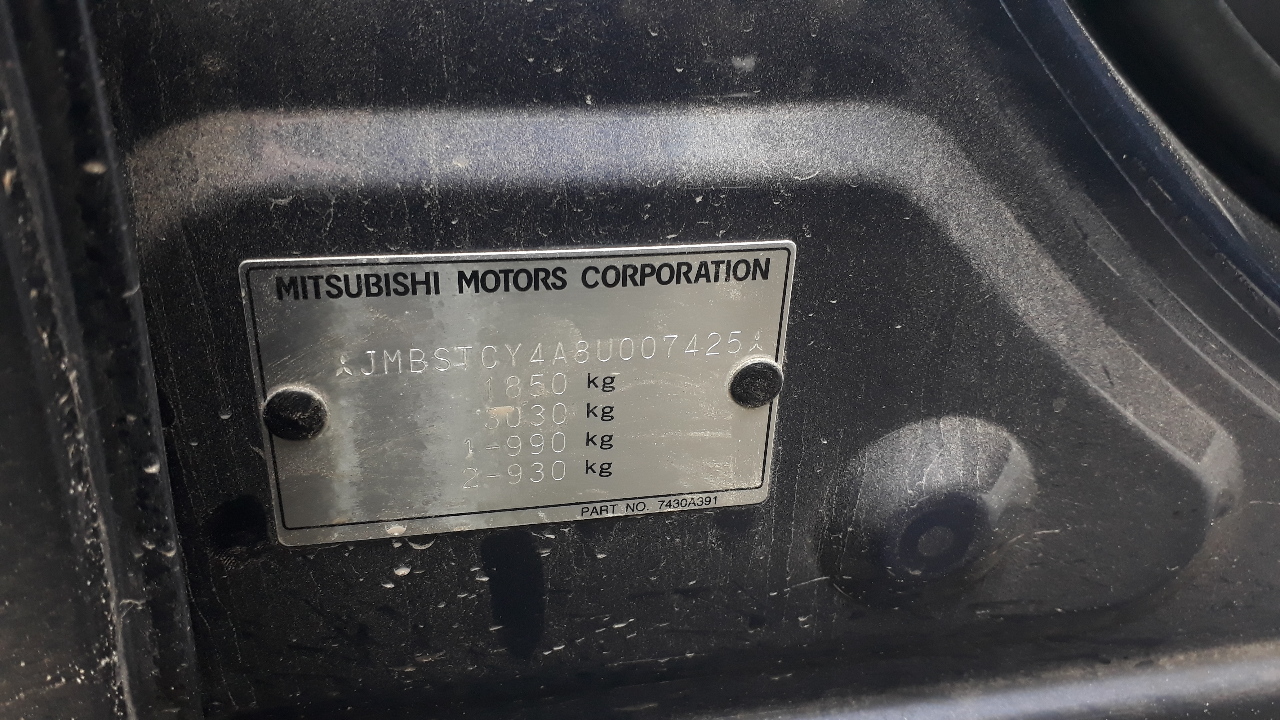 MITSUBISHI MOTORS CORPORATION
JMBSTCY4A8U007425
1850 kg
3030 kg
1-990 kg
2-930 kg
PART NO. 7430A391